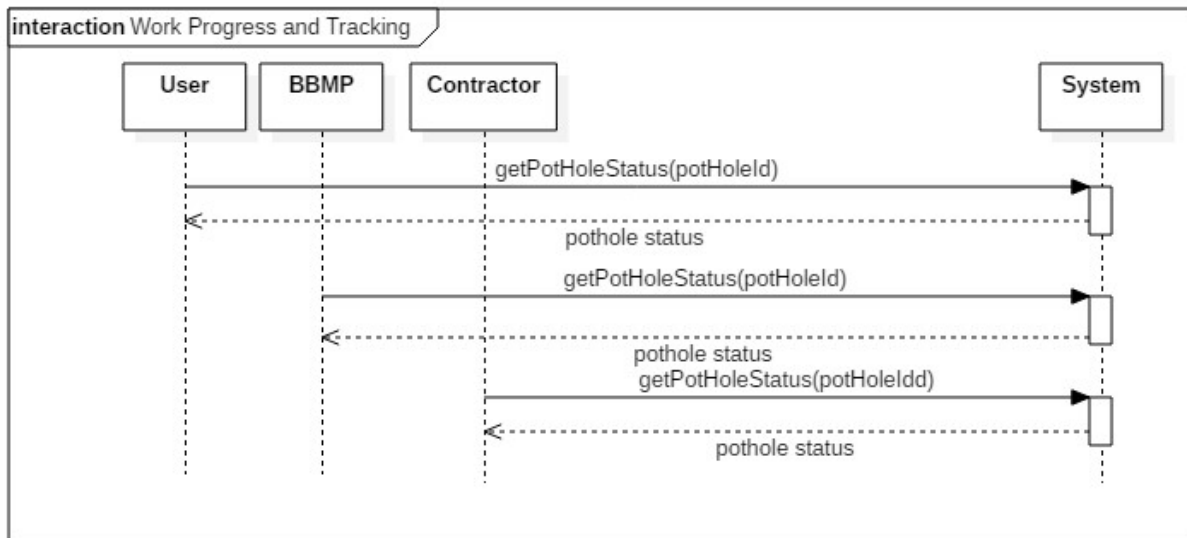 interaction Work Progress and Tracking
User BBMP Contractor System
getPotHoleStatus(potHoleId)
pothole status
getPotHoleStatus(potHoleId)
pothole status
getPotHoleStatus(potHoleIdd)
pothole status